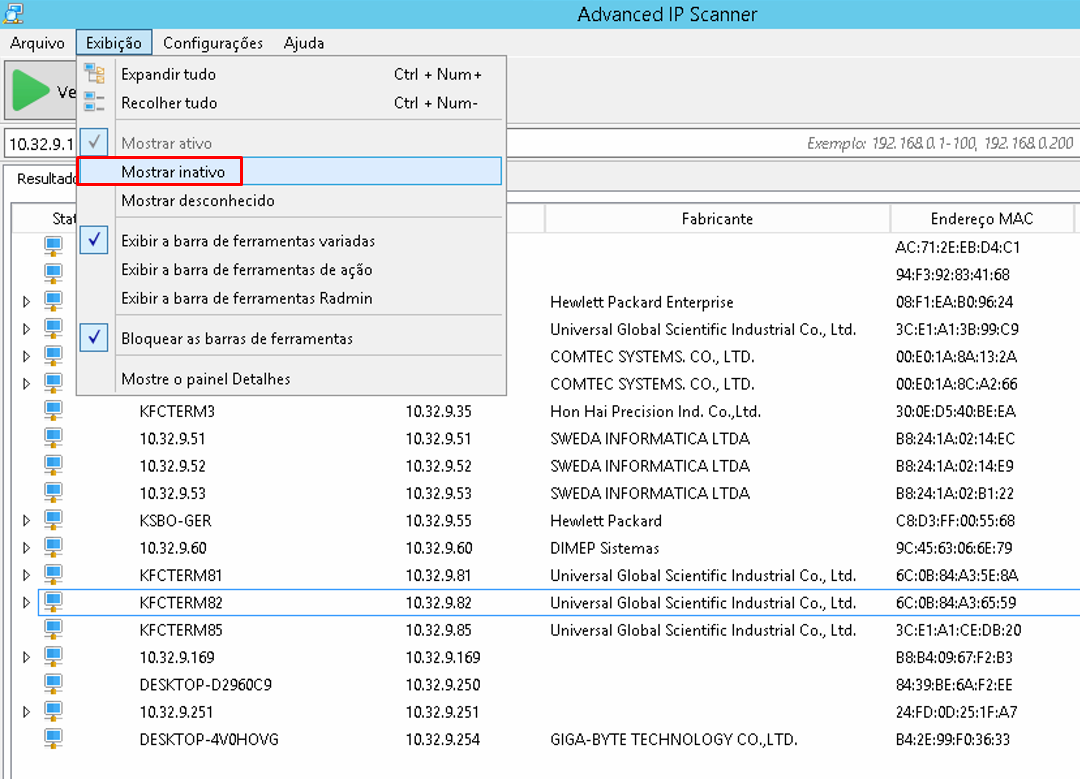 Advanced IP Scanner
Arquivo Exibição Configurações Ajuda
Ve
Expandir tudo Ctrl + Num+
Recolher tudo Ctrl + Num-
10.32.9.1 Mostrar ativo Exemplo: 192.168.0.1-100, 192.168.0.200
Mostrar inativo
Resultado
Mostrar desconhecido
Stat Fabricante Endereço MAC
Exibir a barra de ferramentas variadas AC:71:2E:EB:D4:C1
Exibir a barra de ferramentas de ação 94:F3:92:83:41:68
Exibir a barra de ferramentas Radmin Hewlett Packard Enterprise 08:F1:EA:B0:96:24
Universal Global Scientific Industrial Co., Ltd. 3C:E1:A1:3B:99:C9
Bloquear as barras de ferramentas
COMTEC SYSTEMS. CO., LTD. 00:E0:1A:8A:13:2A
Mostre o painel Detalhes COMTEC SYSTEMS. CO., LTD. 00:E0:1A:8C:A2:66
KFCTERM3 10.32.9.35 Hon Hai Precision Ind. Co.,Ltd. 30:0E:D5:40:BE:EA
10.32.9.51 10.32.9.51 SWEDA INFORMATICA LTDA B8:24:1A:02:14:EC
10.32.9.52 10.32.9.52 SWEDA INFORMATICA LTDA B8:24:1A:02:14:E9
10.32.9.53 10.32.9.53 SWEDA INFORMATICA LTDA B8:24:1A:02:B1:22
KSBO-GER 10.32.9.55 Hewlett Packard C8:D3:FF:00:55:68
10.32.9.60 10.32.9.60 DIMEP Sistemas 9C:45:63:06:6E:79
KFCTERM81 10.32.9.81 Universal Global Scientific Industrial Co., Ltd. 6C:0B:84:A3:5E:8A
KFCTERM82 10.32.9.82 Universal Global Scientific Industrial Co., Ltd. 6C:0B:84:A3:65:59
KFCTERM85 10.32.9.85 Universal Global Scientific Industrial Co., Ltd. 3C:E1:A1:CE:DB:20
10.32.9.169 10.32.9.169 B8:B4:09:67:F2:B3
DESKTOP-D2960C9 10.32.9.250 84:39:BE:6A:F2:EE
10.32.9.251 10.32.9.251 24:FD:0D:25:1F:A7
DESKTOP-4V0HOVG 10.32.9.254 GIGA-BYTE TECHNOLOGY CO.,LTD. B4:2E:99:F0:36:33